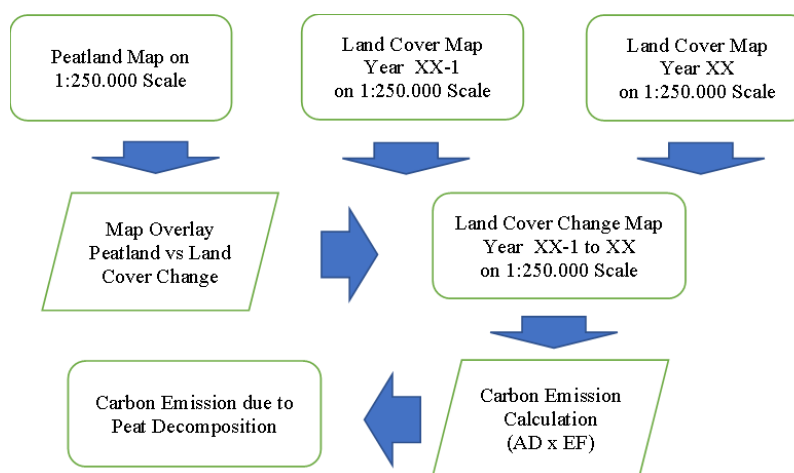 Peatland Map on
1:250.000 Scale
Land Cover Map
Year XX-1
on 1:250.000 Scale
Land Cover Map
Year XX
on 1:250.000 Scale
Map Overlay
Peatland vs Land
Cover Change
Land Cover Change Map
Year XX-1 to XX
on 1:250.000 Scale
Carbon Emission due to
Peat Decomposition
Carbon Emission
Calculation
(AD x EF)